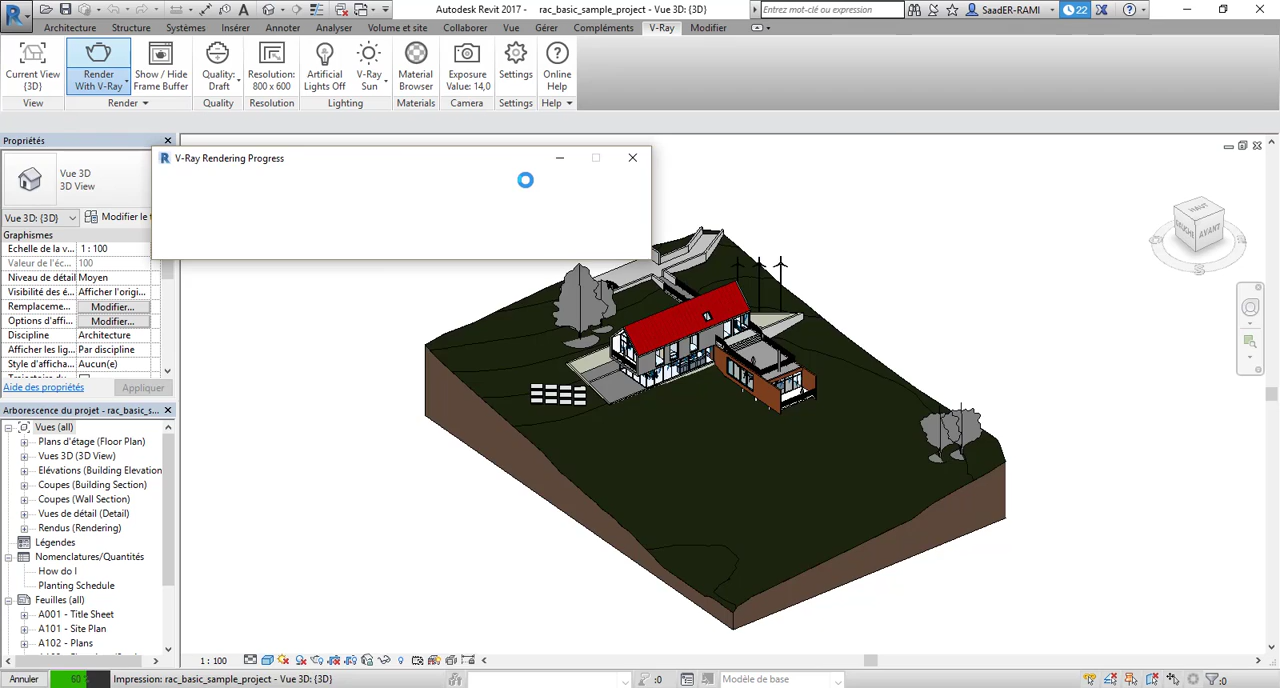 Autodesk Revit 2017 - rac_basic_sample_project - Vue 3D: {3D}
Entrez mot-clé ou expression
SaadER-RAMI
22
Architecture Structure Systèmes Insérer Annoter Analyser Volume et site Collaborer Vue Gérer Compléments V-Ray Modifier
Current View {3D}
Render With V-Ray
Show / Hide Frame Buffer
Quality: Draft
Resolution: 800 x 600
Artificial Lights Off
V-Ray Sun
Material Browser
Exposure Value: 14,0
Settings
Online Help
View Render Quality Resolution Lighting Materials Camera Settings Help
Propriétés
Vue 3D
3D View
Vue 3D: {3D} Modifier le t
Graphismes
Echelle de la v... 1 : 100
Valeur de l'éc... 100
Niveau de détail Moyen
Visibilité des é... Afficher l'origi...
Remplaceme... Modifier...
Options d'affi... Modifier...
Discipline Architecture
Afficher les lig... Par discipline
Style d'afficha... Aucun(e)
Aide des propriétés Appliquer
V-Ray Rendering Progress
HAUT
GAUCHE
AVANT
S
Arborescence du projet - rac_basic_s...
Vues (all)
Plans d'étage (Floor Plan)
Vues 3D (3D View)
Elévations (Building Elevation
Coupes (Building Section)
Coupes (Wall Section)
Vues de détail (Detail)
Rendus (Rendering)
Légendes
Nomenclatures/Quantités
How do I
Planting Schedule
Feuilles (all)
A001 - Title Sheet
A101 - Site Plan
A102 - Plans
1 : 100
Annuler 60 Impression: rac_basic_sample_project - Vue 3D: {3D}
:0
Modèle de base
:0